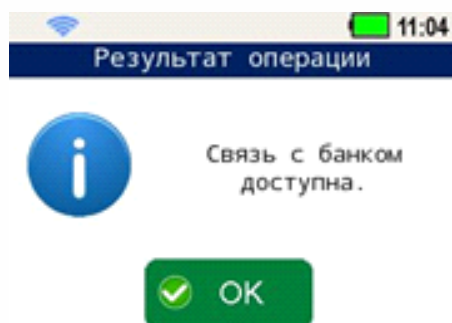 11:04
Результат операции
Связь с банком
доступна.
OK